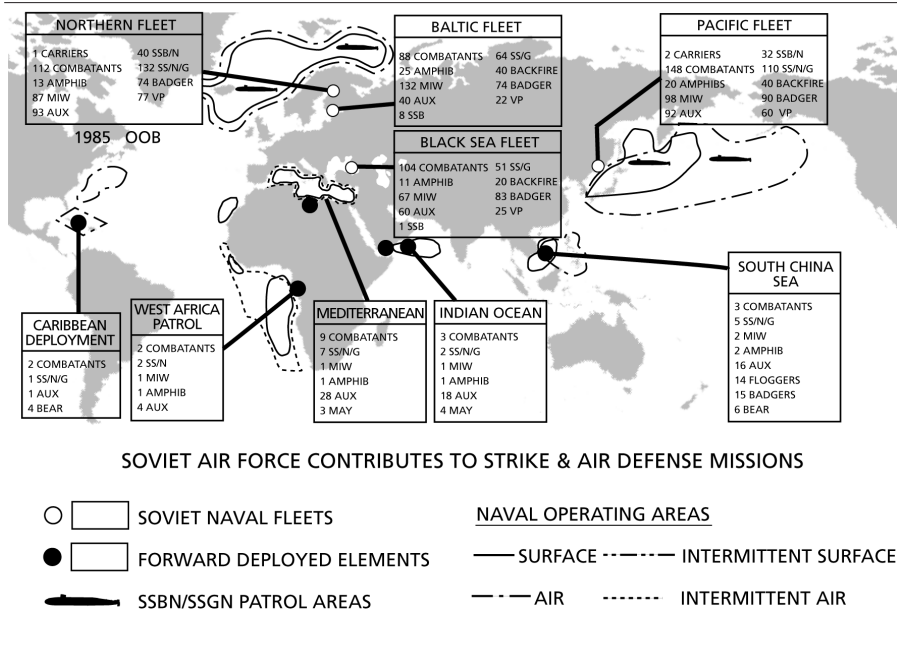 NORTHERN FLEET
1 CARRIERS
112 COMBATANTS
13 AMPHIB
87 MIW
93 AUX
40 SSB/N
132 SS/N/G
74 BADGER
77 VP
1985 OOB
BALTIC FLEET
88 COMBATANTS
25 AMPHIB
132 MIW
40 AUX
8 SSB
64 SS/G
40 BACKFIRE
74 BADGER
22 VP
PACIFIC FLEET
2 CARRIERS
148 COMBATANTS
20 AMPHIBS
98 MIW
92 AUX
32 SSB/N
110 SS/N/G
40 BACKFIRE
90 BADGER
60 VP
BLACK SEA FLEET
104 COMBATANTS
11 AMPHIB
67 MIW
60 AUX
1 SSB
51 SS/G
20 BACKFIRE
83 BADGER
25 VP
CARIBBEAN
DEPLOYMENT
2 COMBATANTS
1 SS/N/G
1 AUX
4 BEAR
WEST AFRICA
PATROL
2 COMBATANTS
2 SS/N
1 MIW
1 AMPHIB
4 AUX
MEDITERRANEAN
9 COMBATANTS
7 SS/N/G
1 MIW
1 AMPHIB
28 AUX
3 MAY
INDIAN OCEAN
3 COMBATANTS
2 SS/N/G
1 MIW
1 AMPHIB
18 AUX
4 MAY
SOUTH CHINA
SEA
3 COMBATANTS
5 SS/N/G
2 MIW
2 AMPHIB
16 AUX
14 FLOGGERS
15 BADGERS
6 BEAR
SOVIET AIR FORCE CONTRIBUTES TO STRIKE & AIR DEFENSE MISSIONS
SOVIET NAVAL FLEETS
FORWARD DEPLOYED ELEMENTS
SSBN/SSGN PATROL AREAS
NAVAL OPERATING AREAS
SURFACE
INTERMITTENT SURFACE
AIR
INTERMITTENT AIR